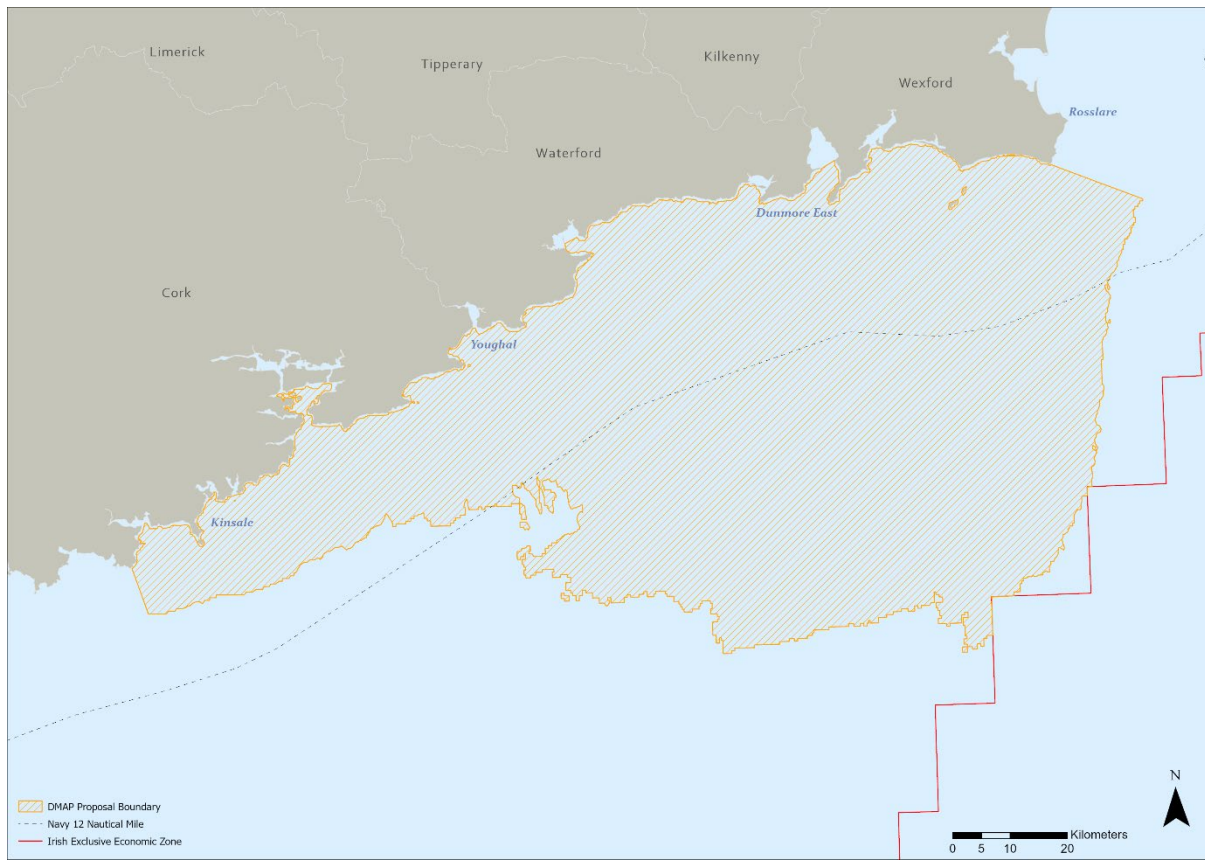 Limerick
Tipperary
Kilkenny
Wexford
Rosslare
Waterford
Dunmore East
Cork
Youghal
Kinsale
DMAP Proposal Boundary
Navy 12 Nautical Mile
Irish Exclusive Economic Zone
N
Kilometers
0 5 10 20